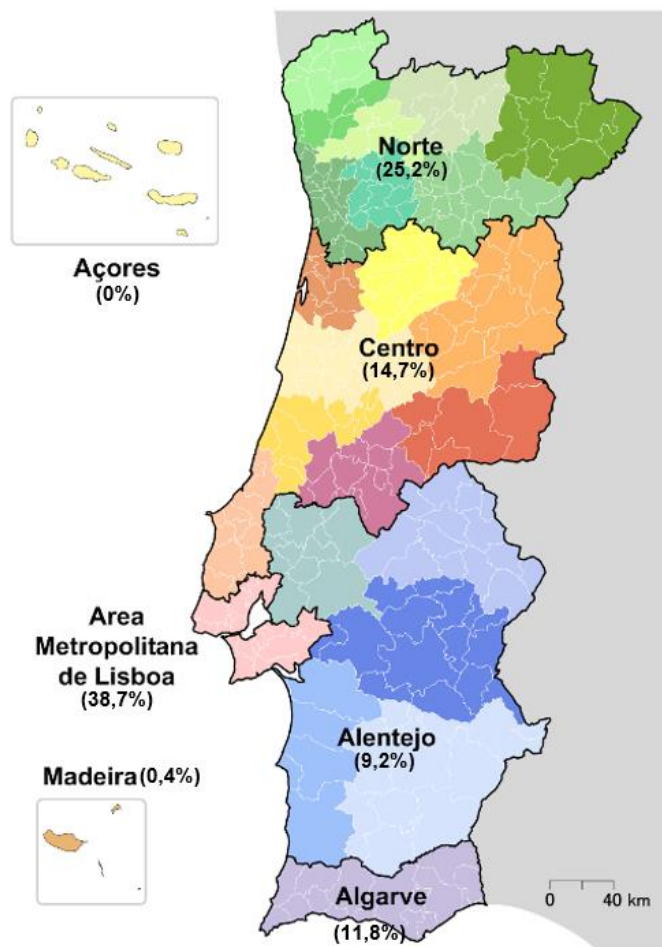 Norte
(25,2%)
Açores
(0%)
Centro
(14,7%)
Area
Metropolitana
de Lisboa
(38,7%)
Alentejo
(9,2%)
Madeira(0,4%)
Algarve
(11,8%)
0 40 km